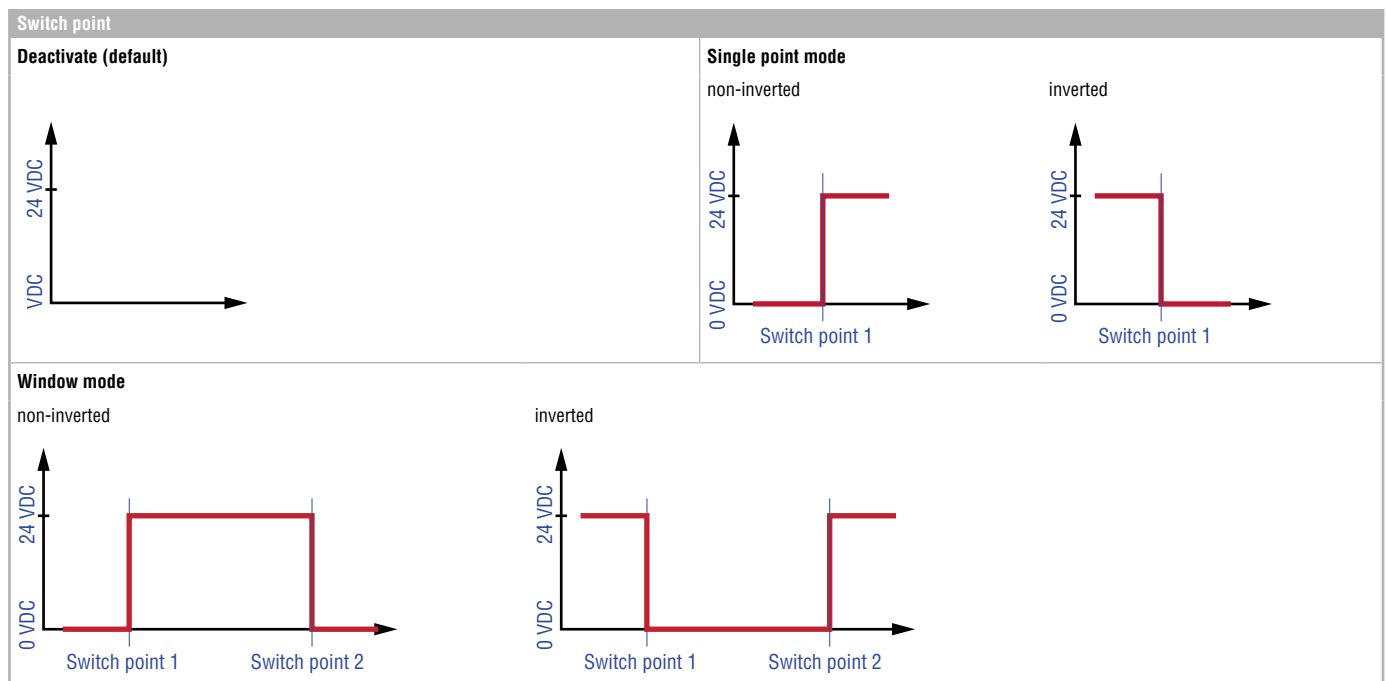 Switch point
Deactivate (default)
24 VDC
VDC
Single point mode
non-inverted
24 VDC
0 VDC
Switch point 1
inverted
24 VDC
0 VDC
Switch point 1
Window mode
non-inverted
24 VDC
0 VDC
Switch point 1
Switch point 2
inverted
24 VDC
0 VDC
Switch point 1
Switch point 2